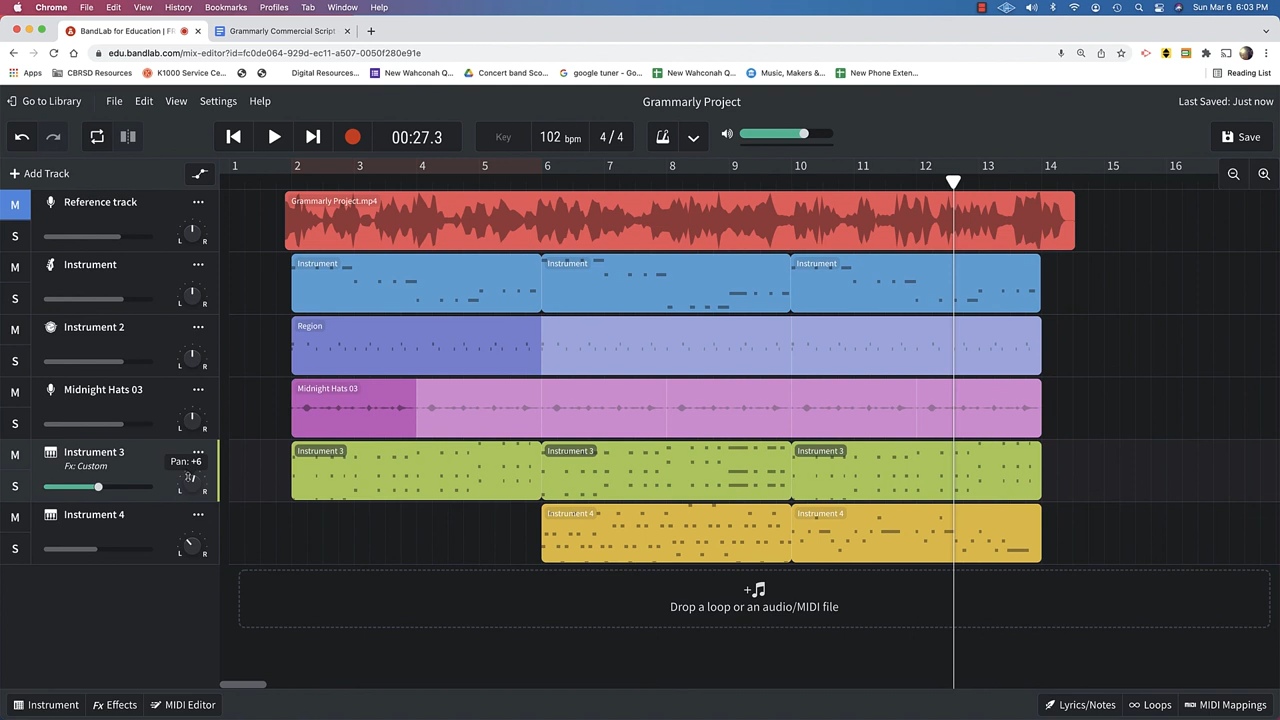 Chrome File Edit View History Bookmarks Profiles Tab Window Help Sun Mar 6 6:03 PM
BandLab for Education | FR Grammarly Commercial Script
edu.bandlab.com/mix-editor?id=fc0de064-929d-ec11-a507-0050f280e91e
Apps CBRSD Resources K1000 Service Ce... Digital Resources... New Wahconah Q... Concert band Sco... google tuner - Go... New Wahconah Q... Music, Makers &... New Phone Exten... Reading List
Go to Library File Edit View Settings Help Grammarly Project Last Saved: Just now
00:27.3 Key 102 bpm 4 / 4 Save
Add Track 1 2 3 4 5 6 7 8 9 10 11 12 13 14 15 16
M Reference track Grammarly Project.mp4
S L R
M Instrument Instrument Instrument Instrument
S L R
M Instrument 2 Region
S L R
M Midnight Hats 03 Midnight Hats 03
S L R
M Instrument 3 Instrument 3 Instrument 3 Instrument 3
Fx: Custom Pan: +6
S L R
M Instrument 4 Instrument 4 Instrument 4
S L R
Drop a loop or an audio/MIDI file
Instrument Fx Effects MIDI Editor Lyrics/Notes Loops MIDI MIDI Mappings